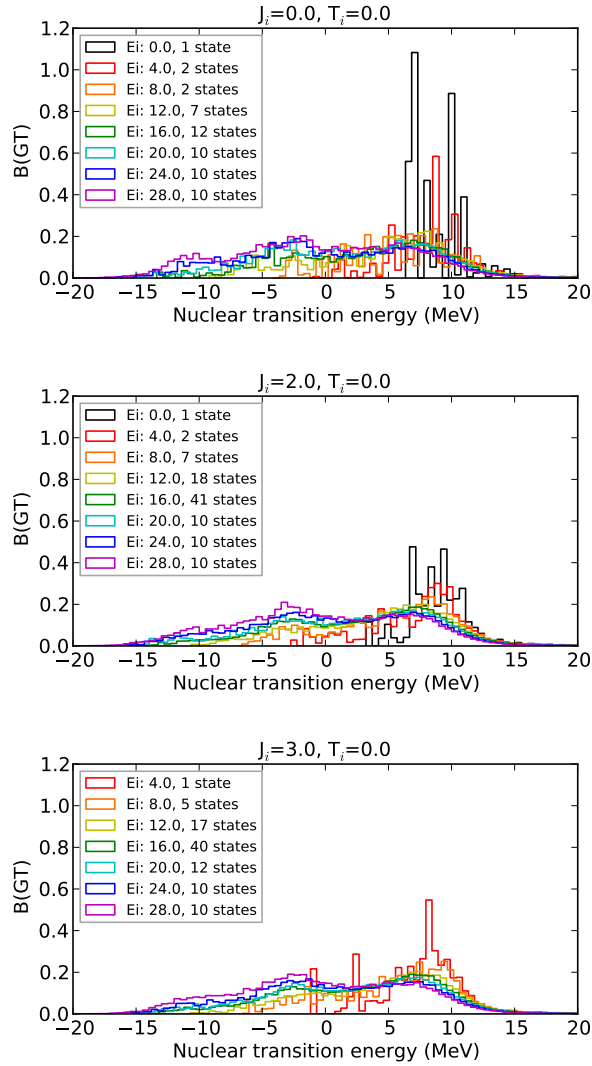 J_i=0.0, T_i=0.0
1.2
1.0
0.8
0.6
0.4
0.2
0.0
B(GT)
Ei: 0.0, 1 state
Ei: 4.0, 2 states
Ei: 8.0, 2 states
Ei: 12.0, 7 states
Ei: 16.0, 12 states
Ei: 20.0, 10 states
Ei: 24.0, 10 states
Ei: 28.0, 10 states
−20 −15 −10 −5 0 5 10 15 20
Nuclear transition energy (MeV)
J_i=2.0, T_i=0.0
1.2
1.0
0.8
0.6
0.4
0.2
0.0
B(GT)
Ei: 0.0, 1 state
Ei: 4.0, 2 states
Ei: 8.0, 7 states
Ei: 12.0, 18 states
Ei: 16.0, 41 states
Ei: 20.0, 10 states
Ei: 24.0, 10 states
Ei: 28.0, 10 states
−20 −15 −10 −5 0 5 10 15 20
Nuclear transition energy (MeV)
J_i=3.0, T_i=0.0
1.2
1.0
0.8
0.6
0.4
0.2
0.0
B(GT)
Ei: 4.0, 1 state
Ei: 8.0, 5 states
Ei: 12.0, 17 states
Ei: 16.0, 40 states
Ei: 20.0, 12 states
Ei: 24.0, 10 states
Ei: 28.0, 10 states
−20 −15 −10 −5 0 5 10 15 20
Nuclear transition energy (MeV)